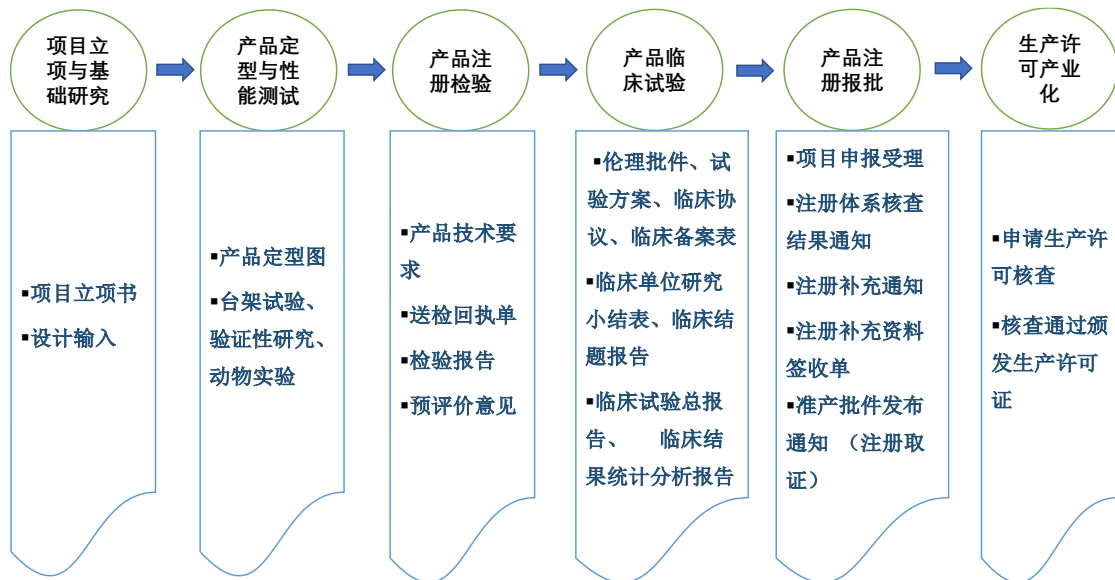 项目立
项与基
础研究
产品定
型与性
能测试
产品注
册检验
产品临
床试验
产品注
册报批
生产许
可产业
化
▪项目立项书
▪设计输入
▪产品定型图
▪台架试验、
验证性研究、
动物实验
▪产品技术要
求
▪送检回执单
▪检验报告
▪预评价意见
▪伦理批件、试
验方案、临床协
议、临床备案表
▪临床单位研究
小结表、临床结
题报告
▪临床试验总报
告、 临床结
果统计分析报告
▪项目申报受理
▪注册体系核查
结果通知
▪注册补充通知
▪注册补充资料
签收单
▪准产批件发布
通知 （注册取
证）
▪申请生产许
可核查
▪核查通过颁
发生产许可
证